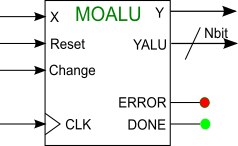 X MOALU Y
Reset YALU Nbit
Change
ERROR
CLK DONE